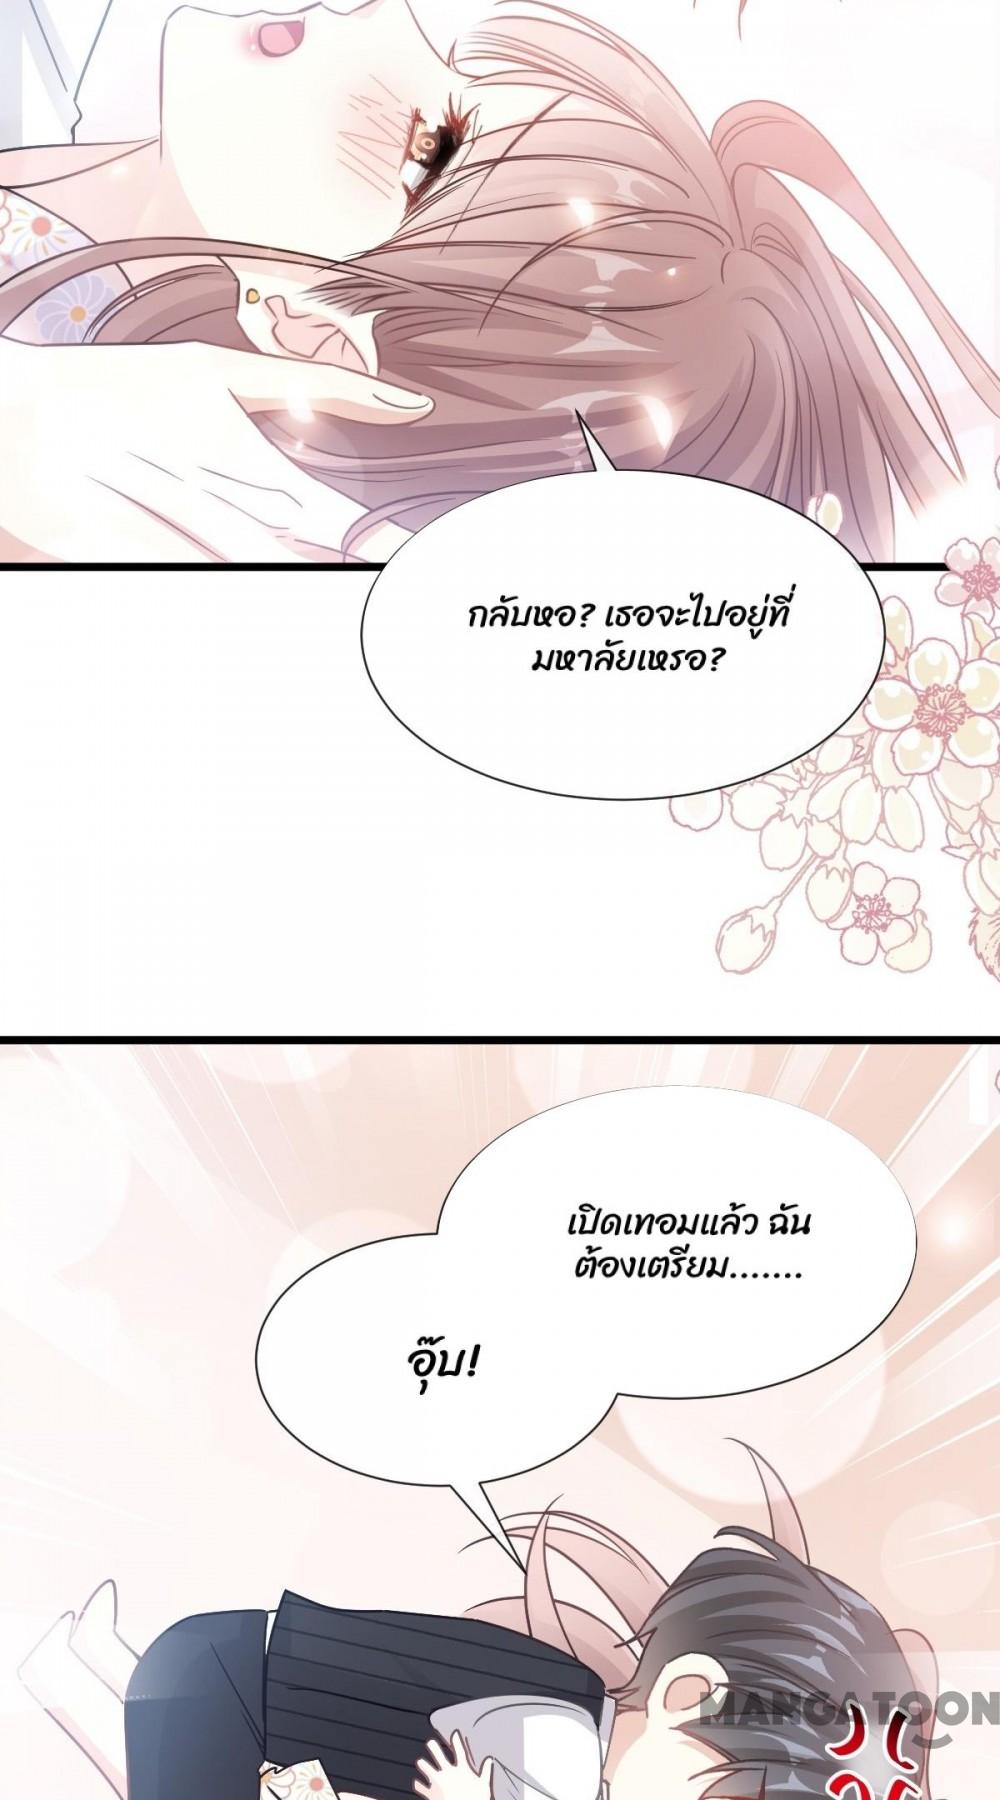 กลับหอ? เธอจะไปอยู่ที่
มหาลัยเหรอ?
เปิดเทอมแล้ว ฉัน
ต้องเตรียม.......
อุ๊บ!
MANGATOON